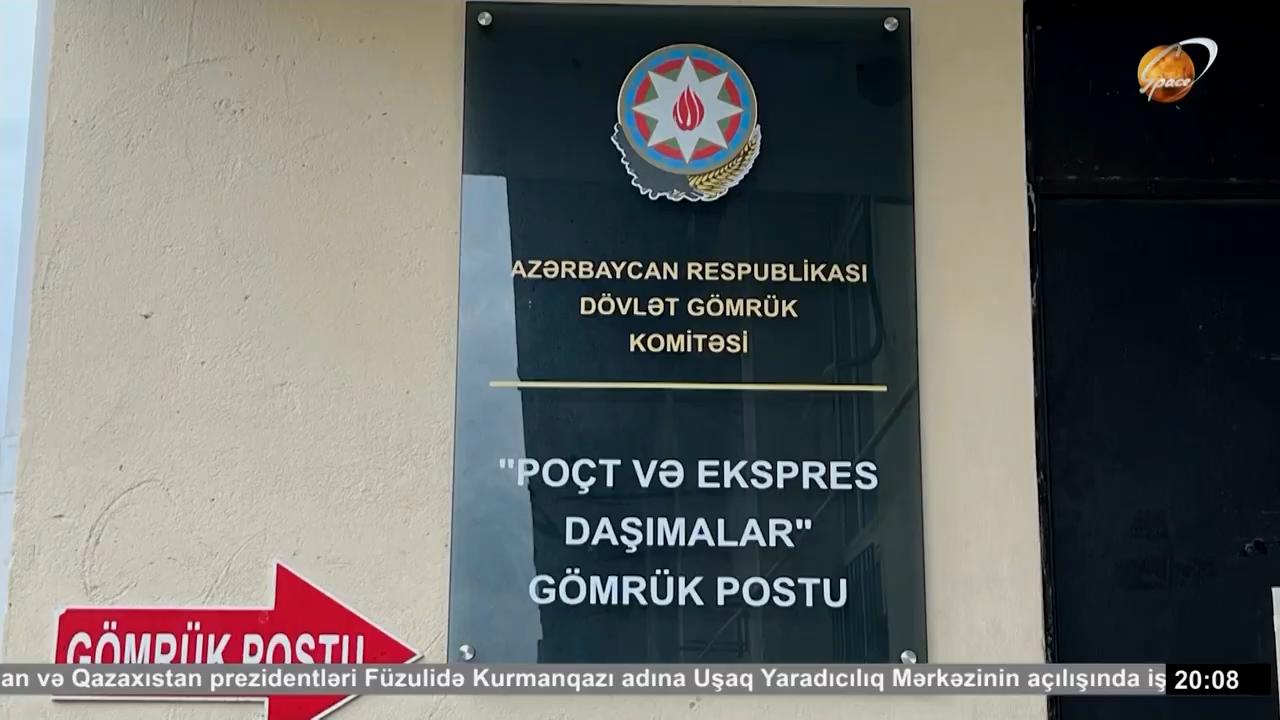 Space
AZƏRBAYCAN RESPUBLİKASI
DÖVLƏT GÖMRÜK
KOMİTƏSİ
"POÇT VƏ EKSPRES
DAŞIMALAR"
GÖMRÜK POSTU
GÖMRÜK POSTU
an və Qazaxıstan prezidentləri Füzulidə Kurmanqazı adına Uşaq Yaradıcılıq Mərkəzinin açılışında iş
20:08